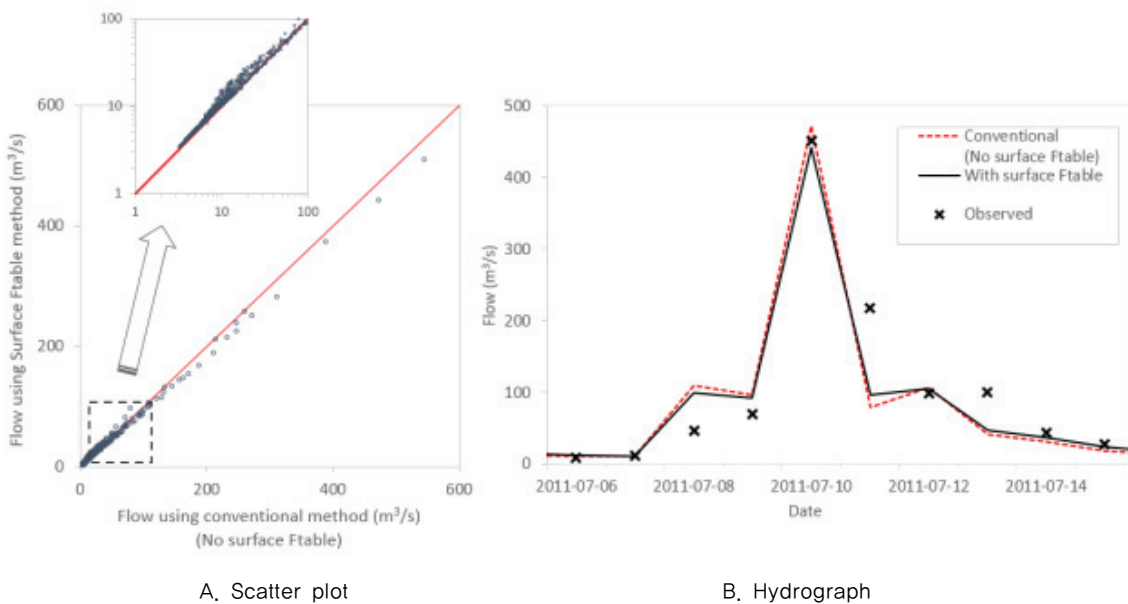 100
10
1
1
10
100
600
400
200
0
0
200
400
600
Flow using Surface Ftable method (m³/s)
Flow using conventional method (m³/s)
(No surface Ftable)
A. Scatter plot
500
400
300
200
100
0
Flow (m³/s)
Conventional
(No surface Ftable)
With surface Ftable
Observed
2011-07-06
2011-07-08
2011-07-10
2011-07-12
2011-07-14
Date
B. Hydrograph